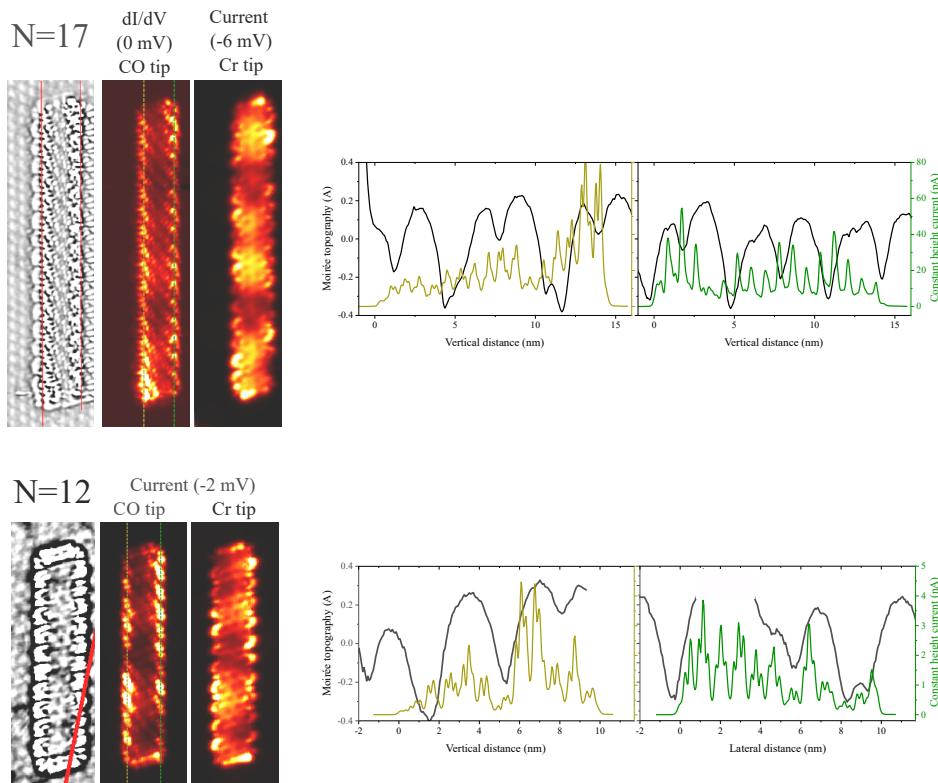 N=17
dI/dV
(0 mV)
CO tip
Current
(-6 mV)
Cr tip
Moirée topography (A)
0.4
0.2
0.0
-0.2
-0.4
0
5
10
15
Vertical distance (nm)
0
5
10
15
Vertical distance (nm)
80
60
40
20
0
Constant height current (pA)
N=12
Current (-2 mV)
CO tip
Cr tip
Moirée topography (A)
0.4
0.2
0.0
-0.2
-0.4
-2
0
2
4
6
8
10
Vertical distance (nm)
-2
0
2
4
6
8
10
Lateral distance (nm)
5
4
3
2
1
0
Constant height current (nA)